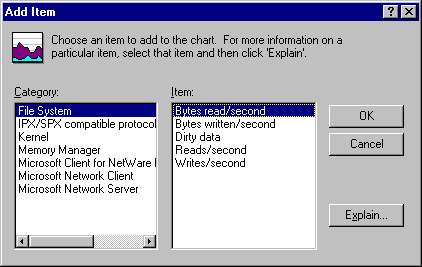 Add Item
Choose an item to add to the chart. For more information on a
particular item, select that item and then click 'Explain'.
Category:
File System
IPX/SPX compatible protocol
Kernel
Memory Manager
Microsoft Client for NetWare
Microsoft Network Client
Microsoft Network Server
Item:
Bytes read/second
Bytes written/second
Dirty data
Reads/second
Writes/second
OK
Cancel
Explain...